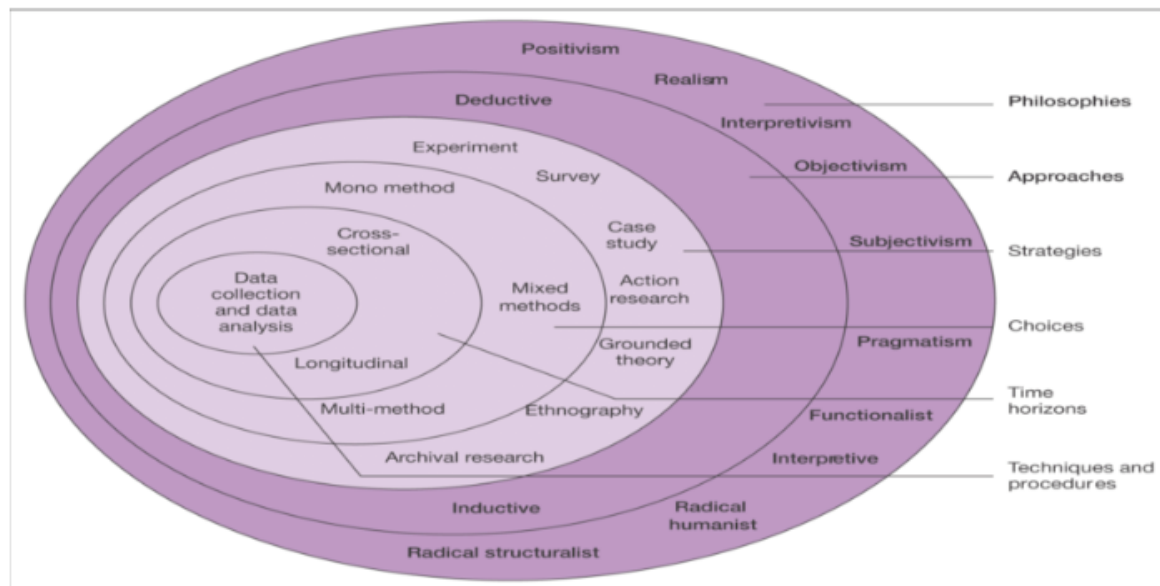 Positivism
Realism
Deductive
Philosophies
Interpretivism
Experiment
Objectivism
Survey
Approaches
Mono method
Case
study
Cross-
sectional
Subjectivism
Strategies
Data
collection
and data
analysis
Mixed
methods
Action
research
Choices
Grounded
theory
Pragmatism
Longitudinal
Time
horizons
Multi-method
Ethnography
Functionalist
Archival research
Interpretive
Techniques and
procedures
Inductive
Radical
humanist
Radical structuralist